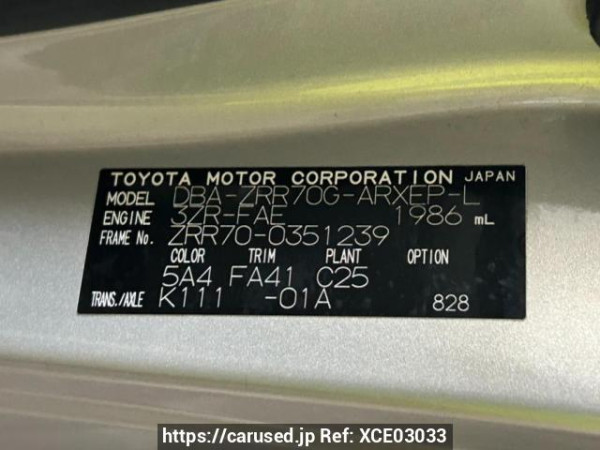 TOYOTA MOTOR CORPORATION JAPAN
MODEL DBA-ZRR70G-ARXEP-L
ENGINE 3ZR-FAE 1986 mL
FRAME No. ZRR70-0351239
COLOR TRIM PLANT OPTION
5A4 FA41 C25
TRANS./AXLE K111 -01A 828
https://carused.jp Ref: XCE03033